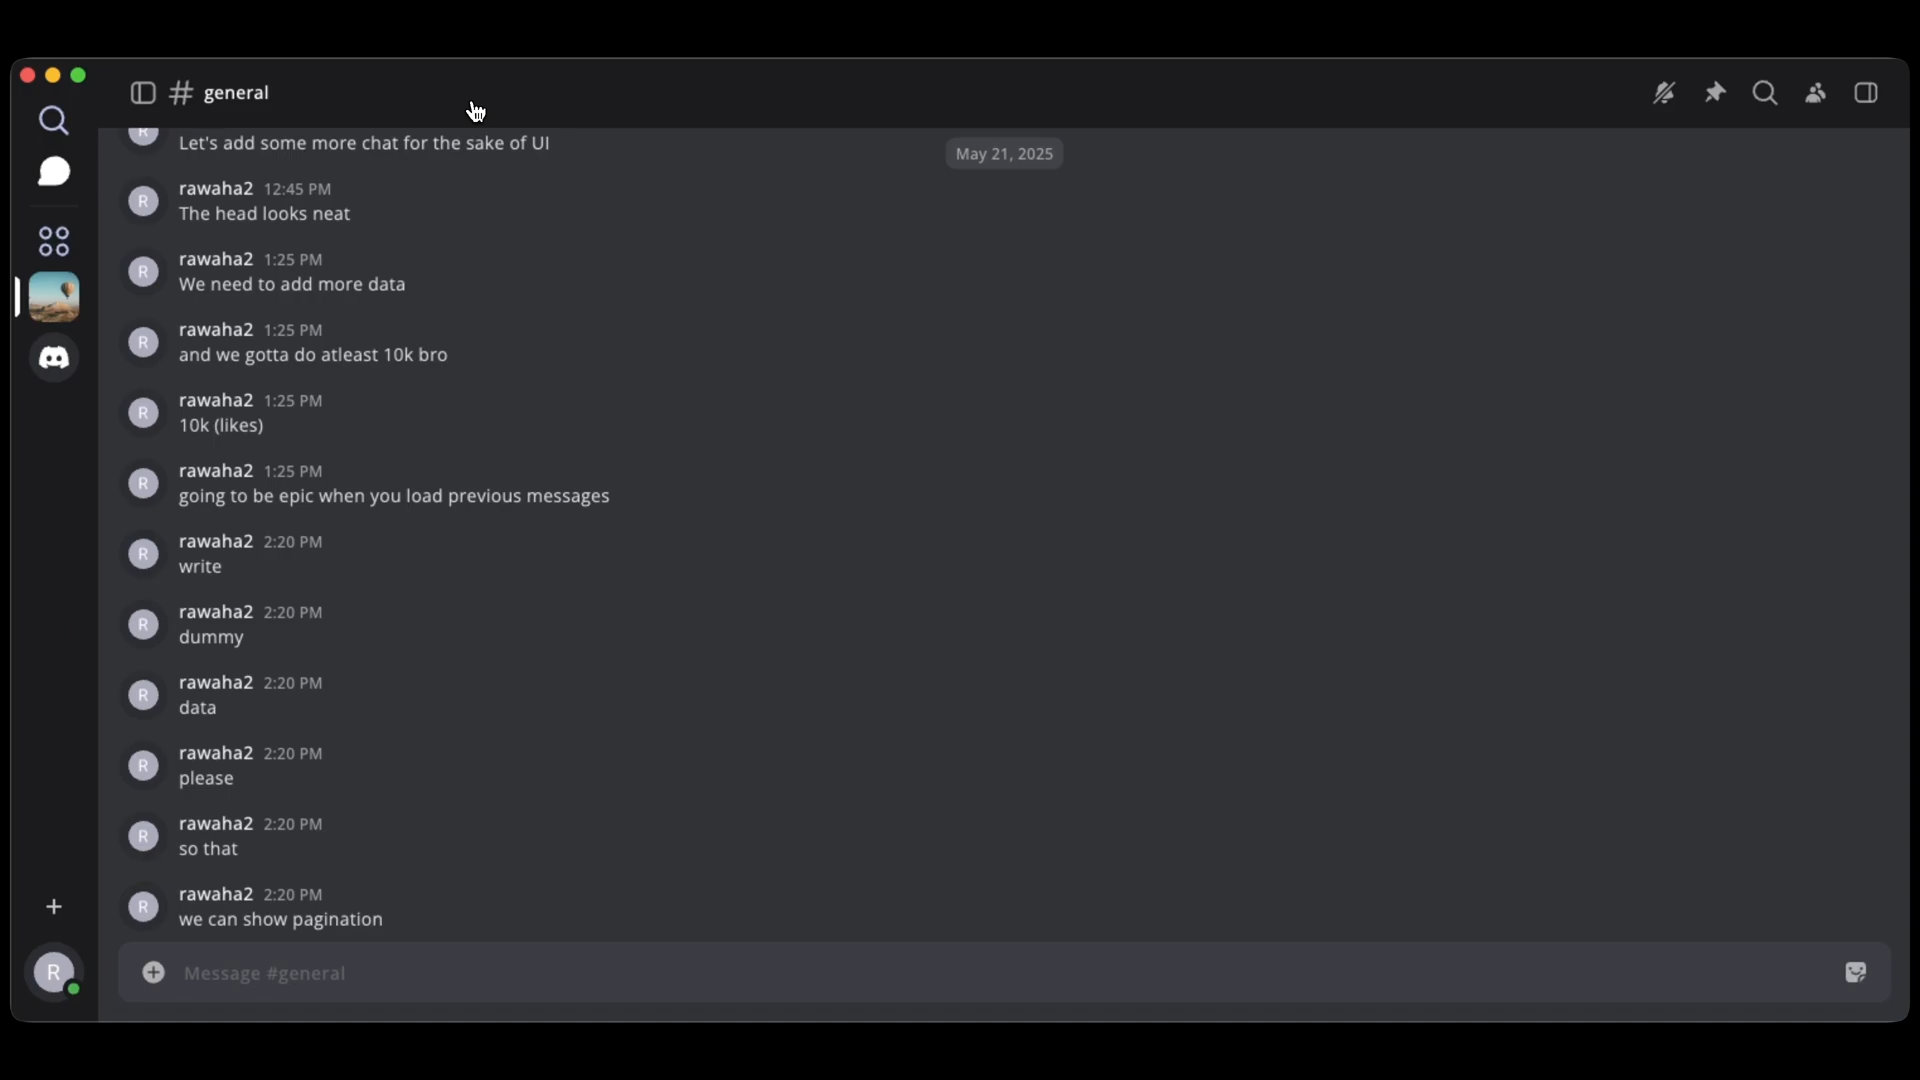 general
Let's add some more chat for the sake of UI
May 21, 2025
R rawaha2 12:45 PM
The head looks neat
R rawaha2 1:25 PM
We need to add more data
R rawaha2 1:25 PM
and we gotta do atleast 10k bro
R rawaha2 1:25 PM
10k (likes)
R rawaha2 1:25 PM
going to be epic when you load previous messages
R rawaha2 2:20 PM
write
R rawaha2 2:20 PM
dummy
R rawaha2 2:20 PM
data
R rawaha2 2:20 PM
please
R rawaha2 2:20 PM
so that
R rawaha2 2:20 PM
we can show pagination
R
Message #general